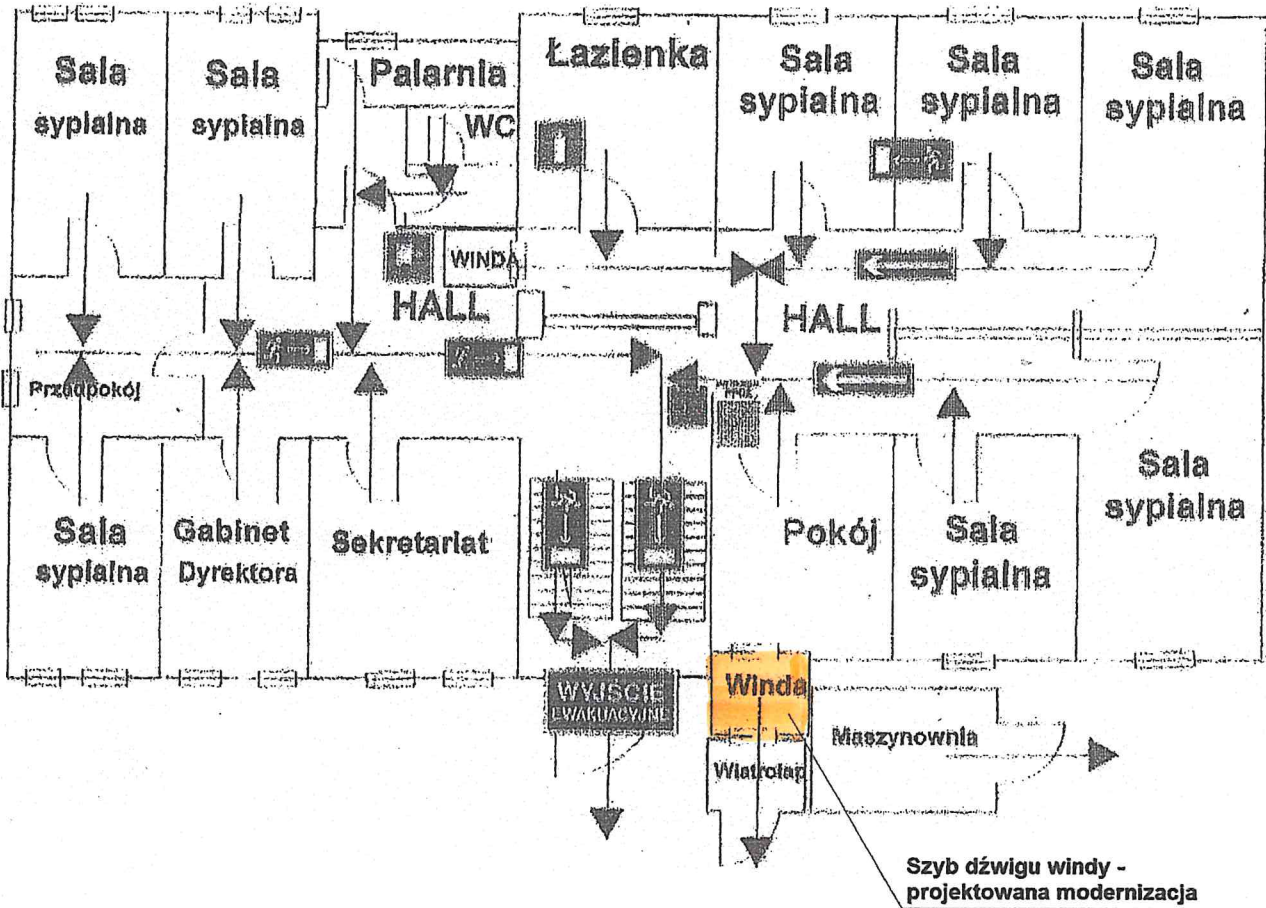 Sala
sypialna
Sala
sypialna
Palarnia
WC
Łazienka
Sala
sypialna
Sala
sypialna
Sala
sypialna
WINDA
HALL
HALL
Przedpokój
Sala
sypialna
Gabinet
Dyrektora
Sekretariat
Pokój
Sala
sypialna
Sala
sypialna
WYJŚCIE
EWAKUACYJNE
Winda
Wiatrołap
Maszynownia
Szyb dźwigu windy -
projektowana modernizacja